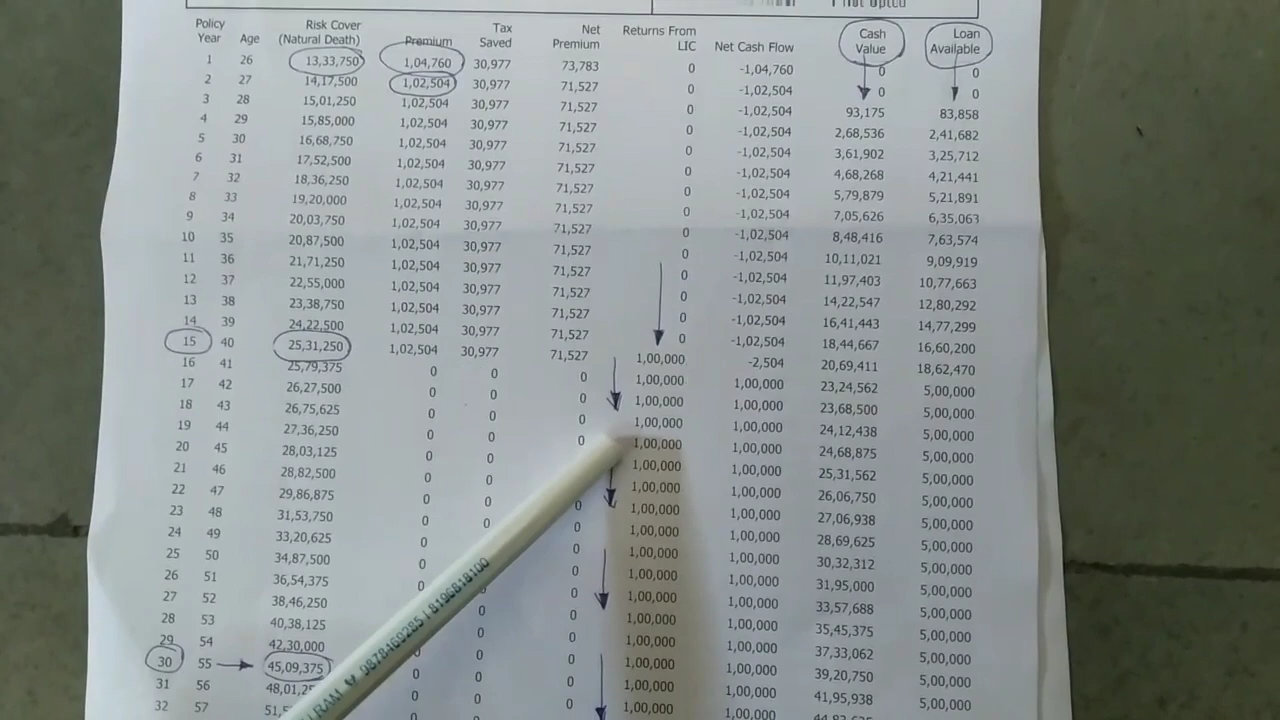 Policy Year Age Risk Cover (Natural Death) Premium Tax Saved Net Premium Returns From LIC Net Cash Flow Cash Value Loan Available
1 26 13,33,750 1,04,760 30,977 73,783 0 -1,04,760 0 0
2 27 14,17,500 1,02,504 30,977 71,527 0 -1,02,504 0 0
3 28 15,01,250 1,02,504 30,977 71,527 0 -1,02,504 93,175 83,858
4 29 15,85,000 1,02,504 30,977 71,527 0 -1,02,504 2,68,536 2,41,682
5 30 16,68,750 1,02,504 30,977 71,527 0 -1,02,504 3,61,902 3,25,712
6 31 17,52,500 1,02,504 30,977 71,527 0 -1,02,504 4,68,268 4,21,441
7 32 18,36,250 1,02,504 30,977 71,527 0 -1,02,504 5,79,879 5,21,891
8 33 19,20,000 1,02,504 30,977 71,527 0 -1,02,504 7,05,626 6,35,063
9 34 20,03,750 1,02,504 30,977 71,527 0 -1,02,504 8,48,416 7,63,574
10 35 20,87,500 1,02,504 30,977 71,527 0 -1,02,504 10,11,021 9,09,919
11 36 21,71,250 1,02,504 30,977 71,527 0 -1,02,504 11,97,403 10,77,663
12 37 22,55,000 1,02,504 30,977 71,527 0 -1,02,504 14,22,547 12,80,292
13 38 23,38,750 1,02,504 30,977 71,527 0 -1,02,504 16,41,443 14,77,299
14 39 24,22,500 1,02,504 30,977 71,527 0 -1,02,504 18,44,667 16,60,200
15 40 25,31,250 1,02,504 30,977 71,527 1,00,000 -2,504 20,69,411 18,62,470
16 41 25,79,375 0 0 0 1,00,000 1,00,000 23,24,562 5,00,000
17 42 26,27,500 0 0 0 1,00,000 1,00,000 23,68,500 5,00,000
18 43 26,75,625 0 0 0 1,00,000 1,00,000 24,12,438 5,00,000
19 44 27,36,250 0 0 0 1,00,000 1,00,000 24,68,875 5,00,000
20 45 28,03,125 0 0 1,00,000 1,00,000 25,31,562 5,00,000
21 46 28,82,500 0 0 1,00,000 1,00,000 26,06,750 5,00,000
22 47 29,86,875 0 0 0 1,00,000 1,00,000 27,06,938 5,00,000
23 48 31,53,750 0 0 1,00,000 1,00,000 28,69,625 5,00,000
24 49 33,20,625 0 0 1,00,000 1,00,000 30,32,312 5,00,000
25 50 34,87,500 0 0 1,00,000 1,00,000 31,95,000 5,00,000
26 51 36,54,375 0 0 1,00,000 1,00,000 33,57,688 5,00,000
27 52 38,46,250 0 0 1,00,000 1,00,000 35,45,375 5,00,000
28 53 40,38,125 0 0 1,00,000 1,00,000 37,33,062 5,00,000
29 54 42,30,000 0 0 1,00,000 1,00,000 39,20,750 5,00,000
30 55 45,09,375 0 0 0 1,00,000 1,00,000 41,95,938 5,00,000
31 56 0 0 0 1,00,000 1,00,000 5,00,000
32 57
9878469285 | 8196818100